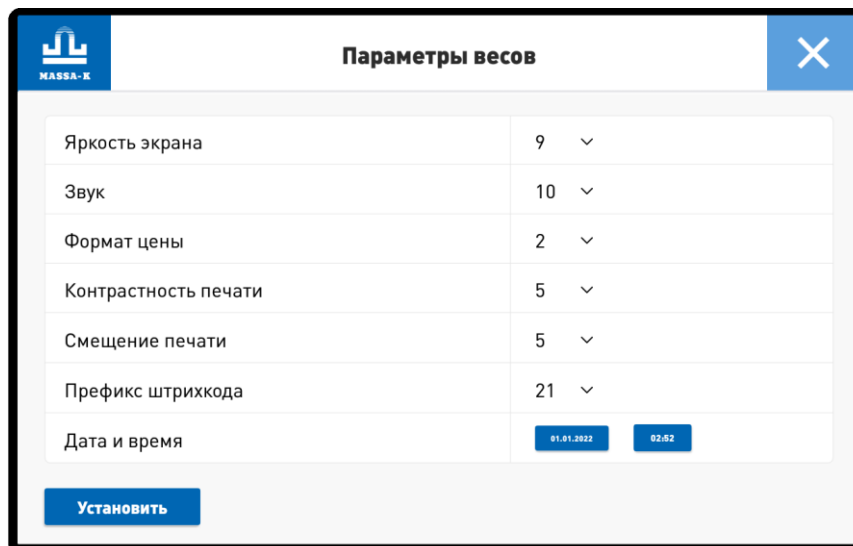 MASSA-K
Параметры весов
Яркость экрана 9
Звук 10
Формат цены 2
Контрастность печати 5
Смещение печати 5
Префикс штрихкода 21
Дата и время 01.01.2022 02:52
Установить